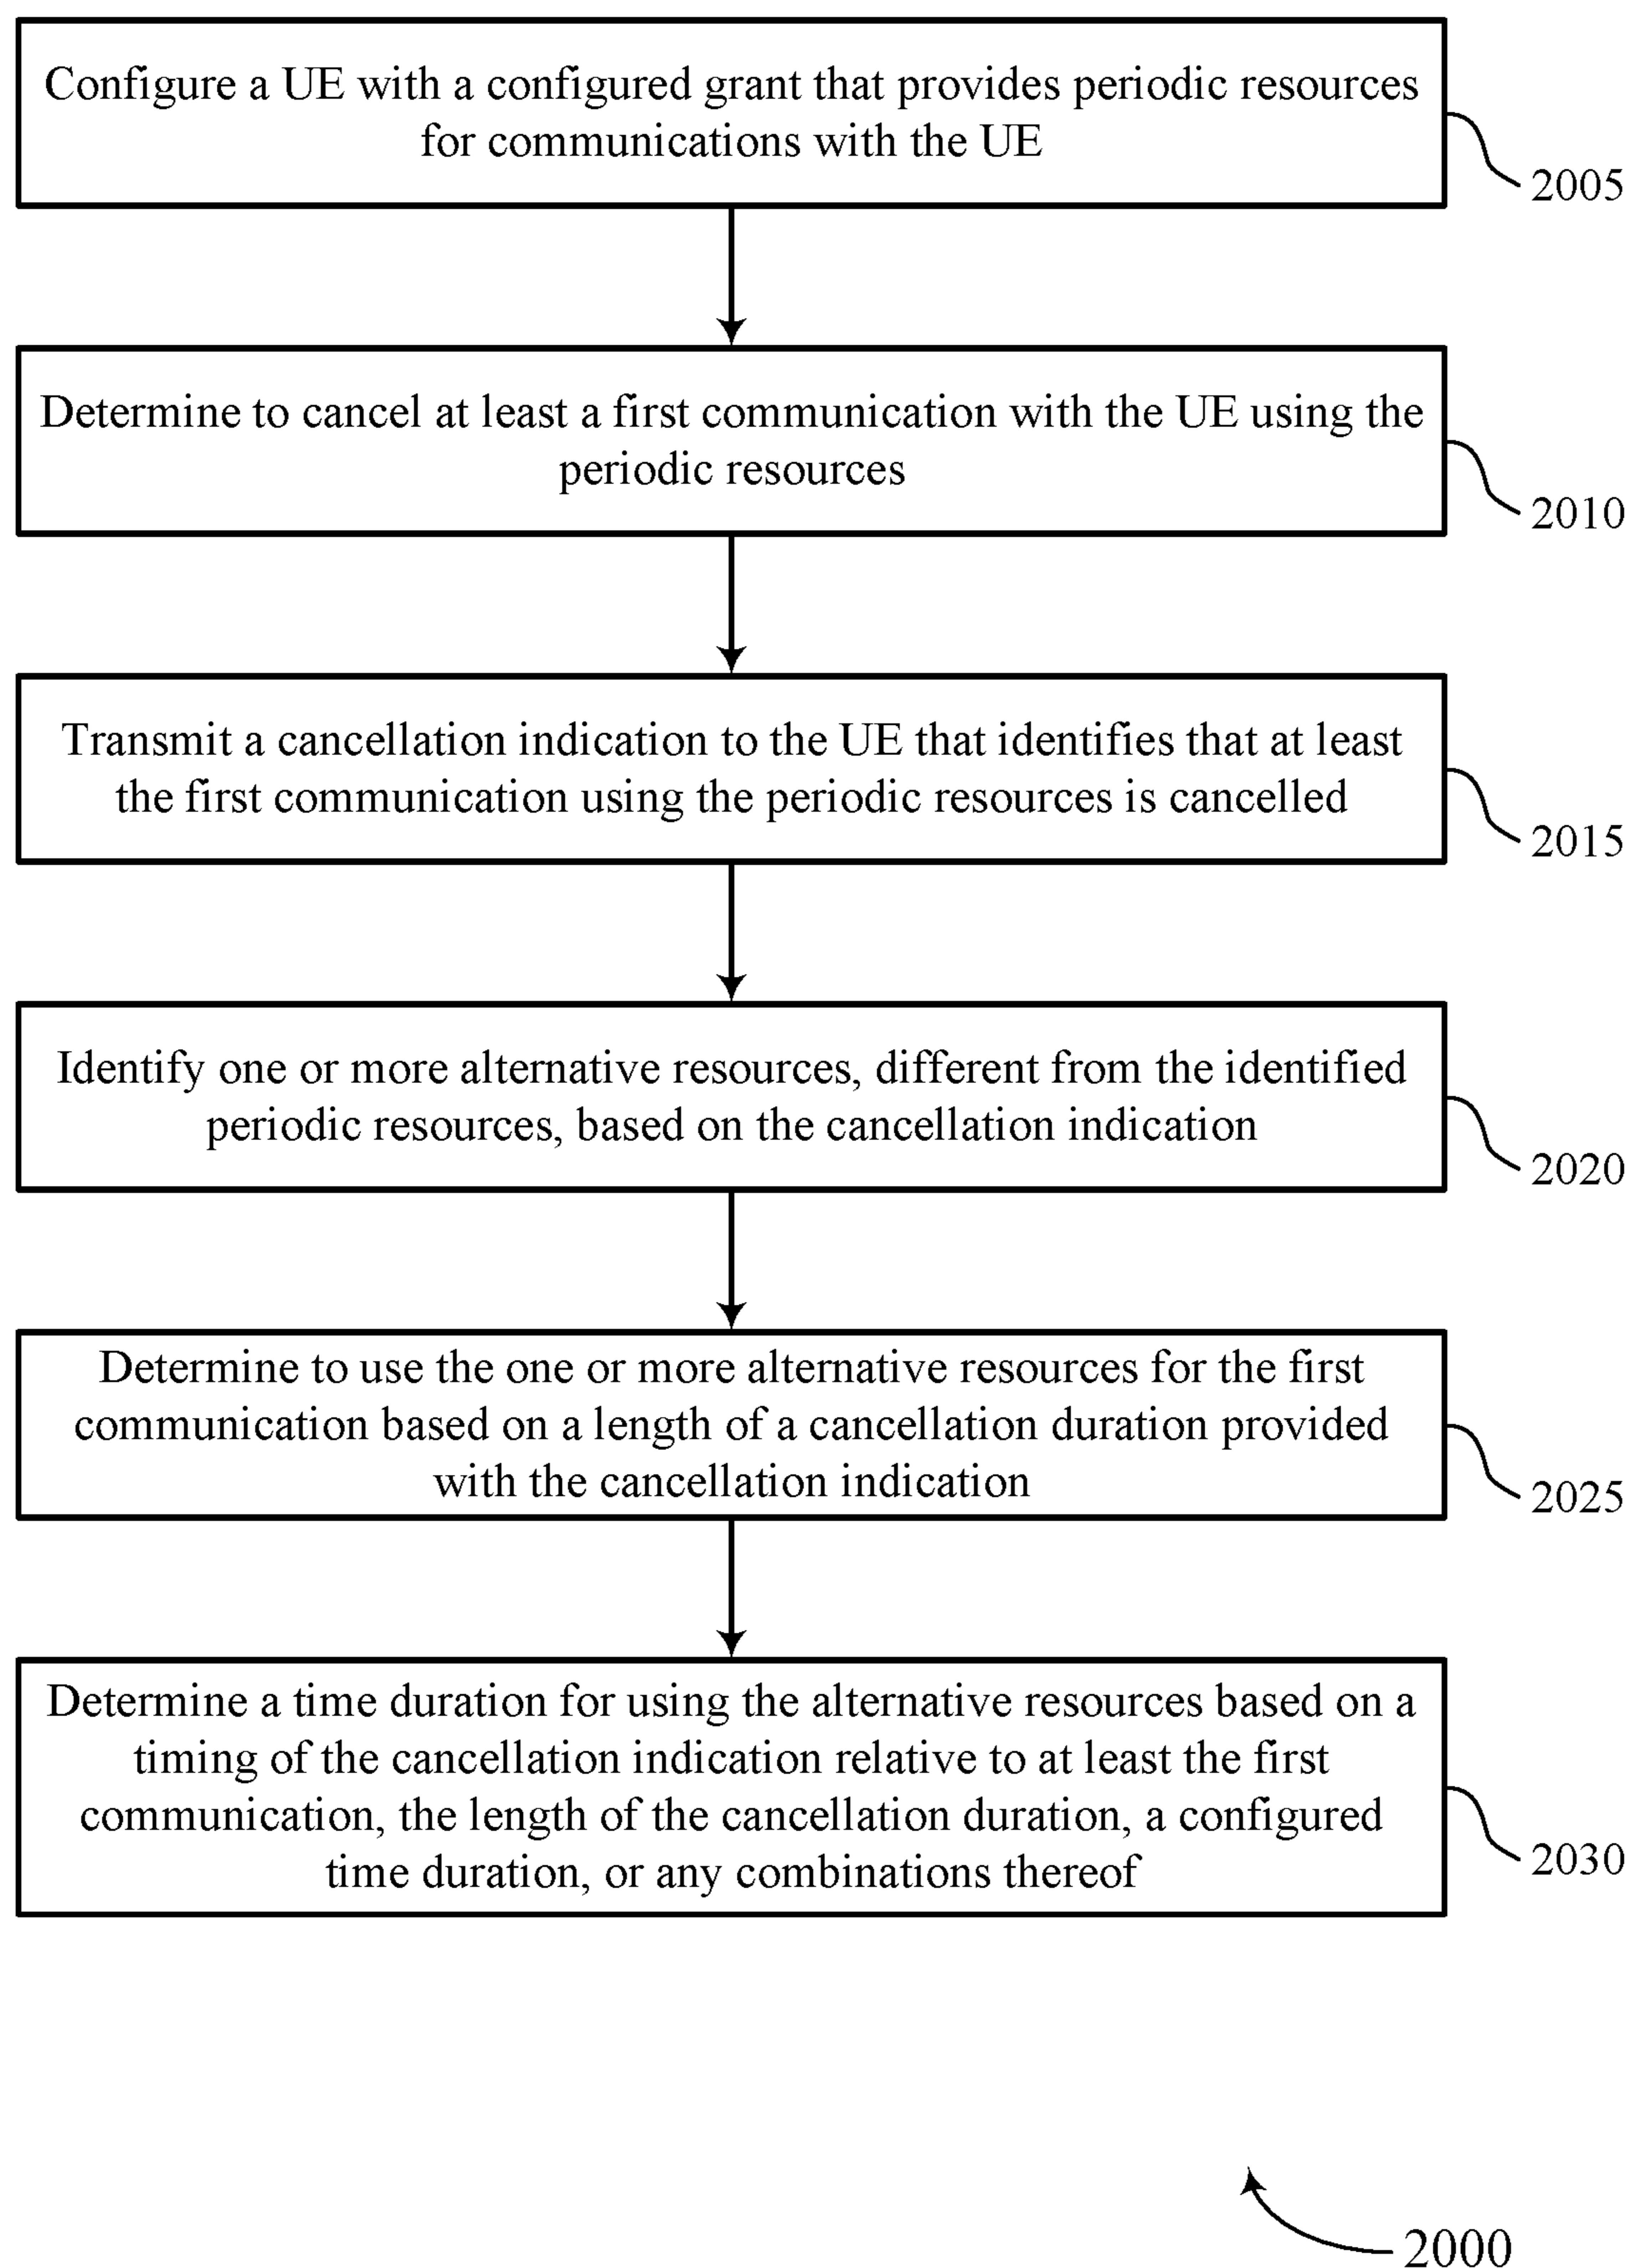 Configure a UE with a configured grant that provides periodic resources
for communications with the UE
2005
Determine to cancel at least a first communication with the UE using the
periodic resources
2010
Transmit a cancellation indication to the UE that identifies that at least
the first communication using the periodic resources is cancelled
2015
Identify one or more alternative resources, different from the identified
periodic resources, based on the cancellation indication
2020
Determine to use the one or more alternative resources for the first
communication based on a length of a cancellation duration provided
with the cancellation indication
2025
Determine a time duration for using the alternative resources based on a
timing of the cancellation indication relative to at least the first
communication, the length of the cancellation duration, a configured
time duration, or any combinations thereof
2030
2000